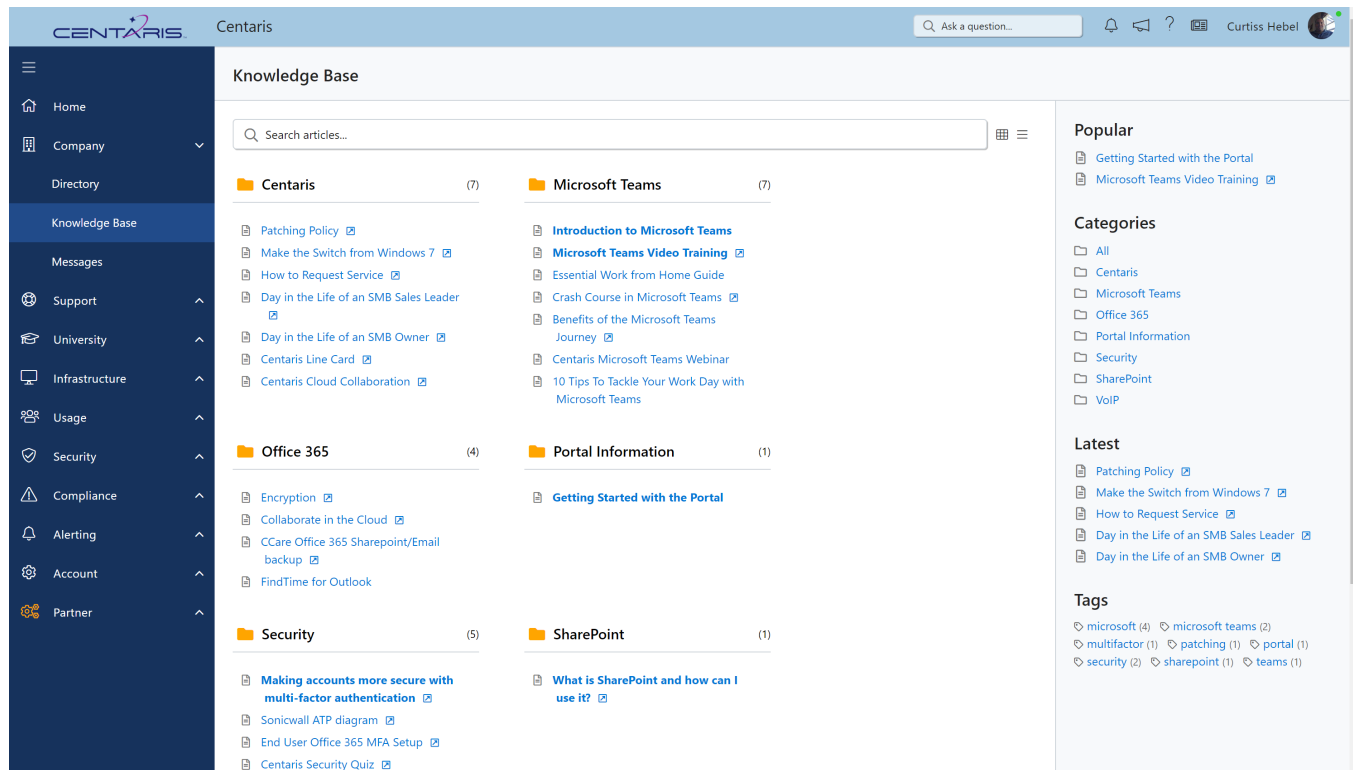 CENTARIS
Centaris
Ask a question...
Curtiss Hebel
Home
Company
Directory
Knowledge Base
Messages
Support
University
Infrastructure
Usage
Security
Compliance
Alerting
Account
Partner
Knowledge Base
Search articles...
Centaris (7)
Patching Policy
Make the Switch from Windows 7
How to Request Service
Day in the Life of an SMB Sales Leader
Day in the Life of an SMB Owner
Centaris Line Card
Centaris Cloud Collaboration
Microsoft Teams (7)
Introduction to Microsoft Teams
Microsoft Teams Video Training
Essential Work from Home Guide
Crash Course in Microsoft Teams
Benefits of the Microsoft Teams
Journey
Centaris Microsoft Teams Webinar
10 Tips To Tackle Your Work Day with
Microsoft Teams
Office 365 (4)
Encryption
Collaborate in the Cloud
CCare Office 365 Sharepoint/Email
backup
FindTime for Outlook
Portal Information (1)
Getting Started with the Portal
Security (5)
Making accounts more secure with
multi-factor authentication
Sonicwall ATP diagram
End User Office 365 MFA Setup
Centaris Security Quiz
SharePoint (1)
What is SharePoint and how can I
use it?
Popular
Getting Started with the Portal
Microsoft Teams Video Training
Categories
All
Centaris
Microsoft Teams
Office 365
Portal Information
Security
SharePoint
VoIP
Latest
Patching Policy
Make the Switch from Windows 7
How to Request Service
Day in the Life of an SMB Sales Leader
Day in the Life of an SMB Owner
Tags
microsoft (4) microsoft teams (2)
multifactor (1) patching (1) portal (1)
security (2) sharepoint (1) teams (1)